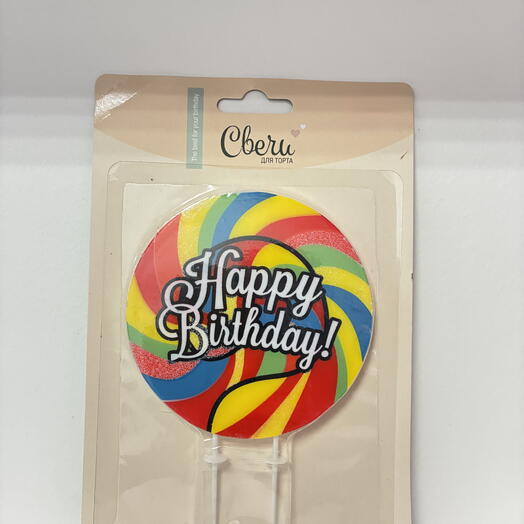 The best for your birthday
Свечи
ДЛЯ ТОРТА
Happy
Birthday!